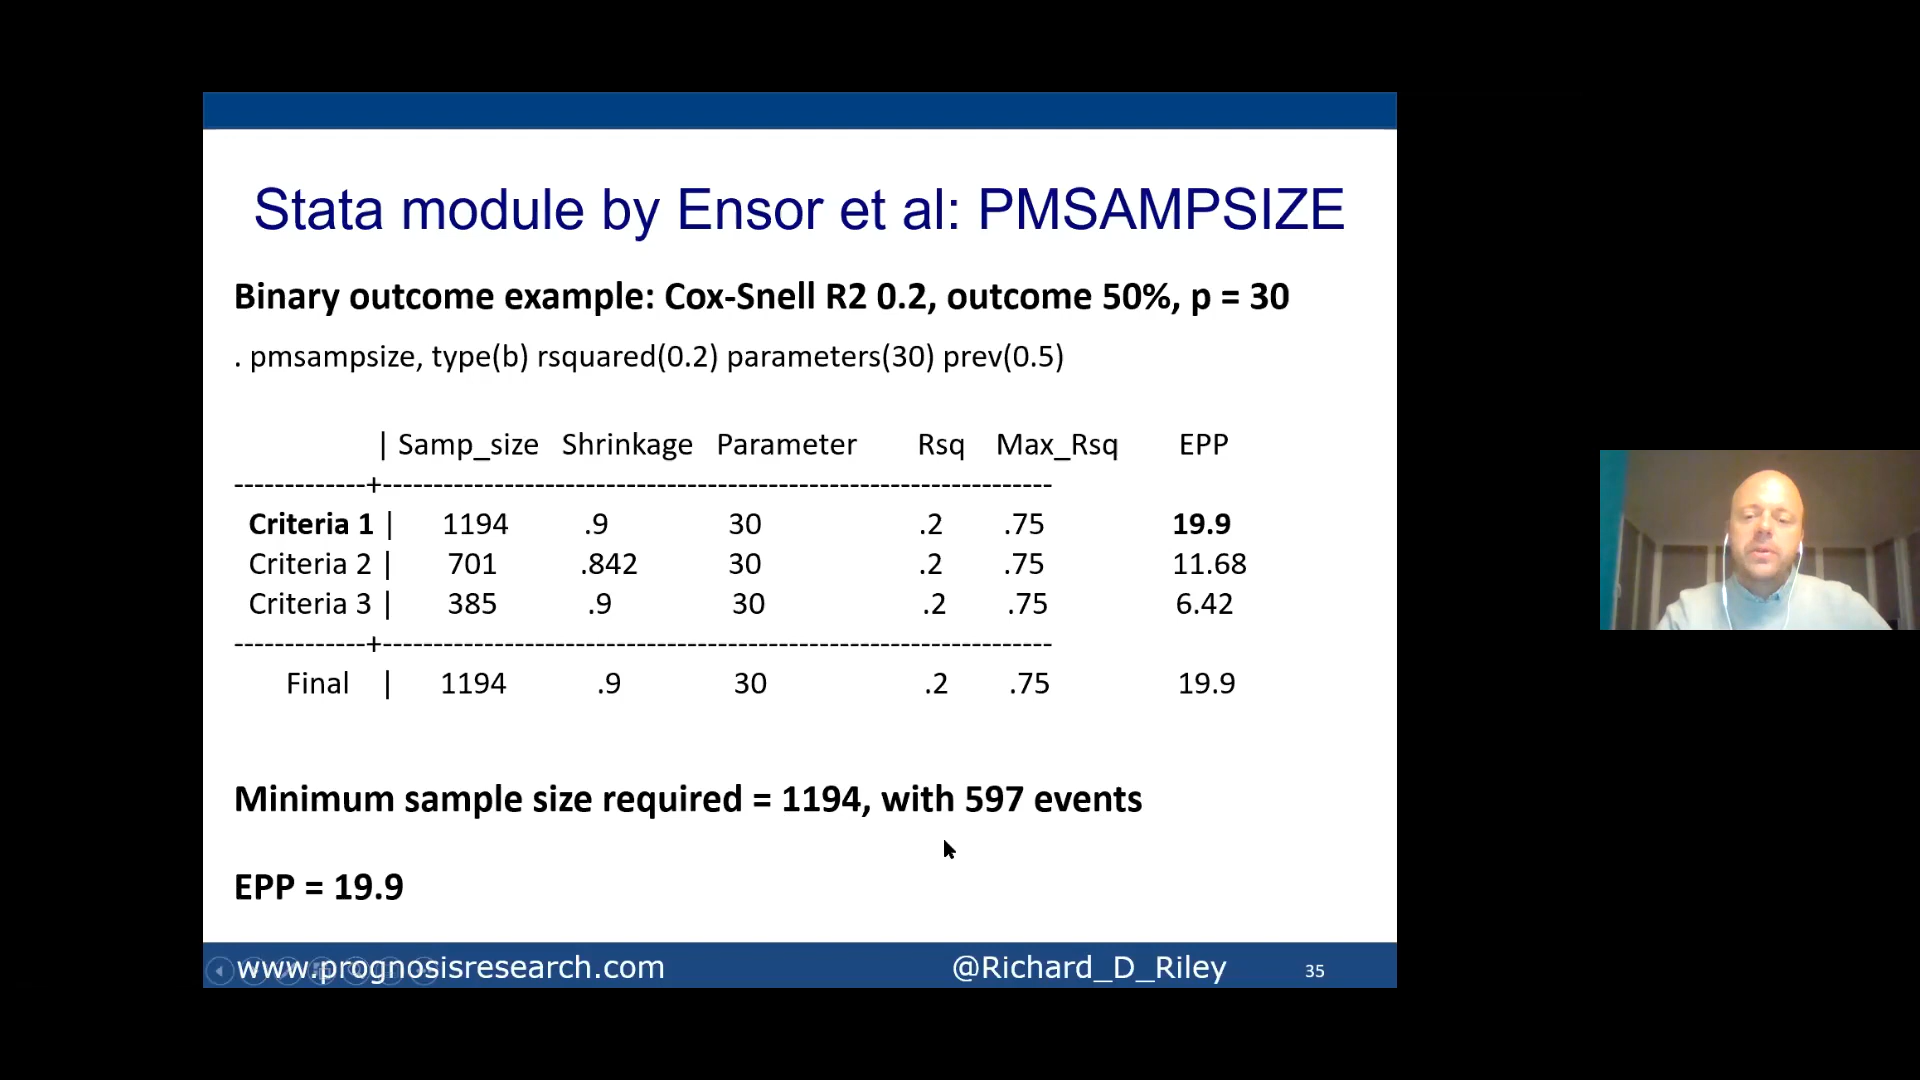 Stata module by Ensor et al: PMSAMPSIZE
Binary outcome example: Cox-Snell R2 0.2, outcome 50%, p = 30
. pmsampsize, type(b) rsquared(0.2) parameters(30) prev(0.5)
| Samp_size Shrinkage Parameter Rsq Max_Rsq EPP
-------------+------------------------------------------------------------------
Criteria 1 | 1194 .9 30 .2 .75 19.9
Criteria 2 | 701 .842 30 .2 .75 11.68
Criteria 3 | 385 .9 30 .2 .75 6.42
-------------+------------------------------------------------------------------
Final | 1194 .9 30 .2 .75 19.9
Minimum sample size required = 1194, with 597 events
EPP = 19.9
www.prognosisresearch.com @Richard_D_Riley 35